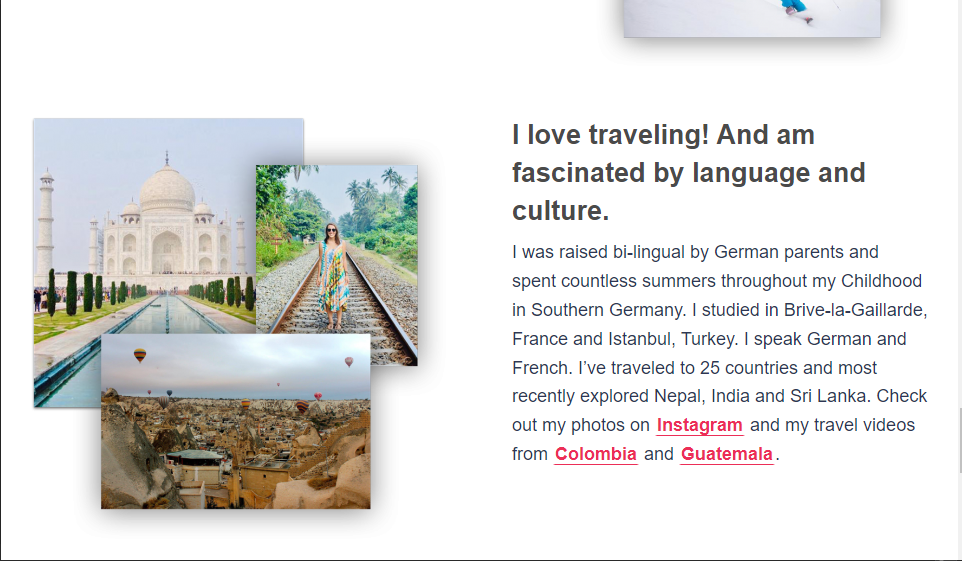 I love traveling! And am
fascinated by language and
culture.
I was raised bi-lingual by German parents and
spent countless summers throughout my Childhood
in Southern Germany. I studied in Brive-la-Gaillarde,
France and Istanbul, Turkey. I speak German and
French. I’ve traveled to 25 countries and most
recently explored Nepal, India and Sri Lanka. Check
out my photos on Instagram and my travel videos
from Colombia and Guatemala.